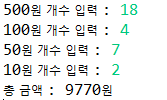 500원 개수 입력 : 18
100원 개수 입력 : 4
50원 개수 입력 : 7
10원 개수 입력 : 2
총 금액 : 9770원